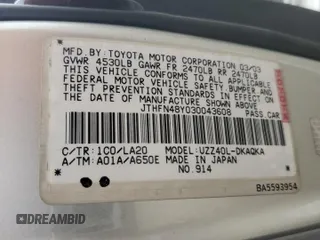 MFD. BY: TOYOTA MOTOR CORPORATION 03/03
GVWR 4530LB GAWR FR 2470LB RR 2470LB
THIS VEHICLE CONFORMS TO ALL APPLICABLE
FEDERAL MOTOR VEHICLE SAFETY, BUMPER, AND
THEFT PREVENTION STANDARDS IN EFFECT ON
THE DATE OF MANUFACTURE SHOWN ABOVE.
JTHFN48Y030043608 PASS.CAR
C/TR: 1C0/LA20 MODEL: UZZ40L-DKAQKA
A/TM: A01A/A650E MADE IN JAPAN
NO.914
BA5593954
© DREAMBID.COM